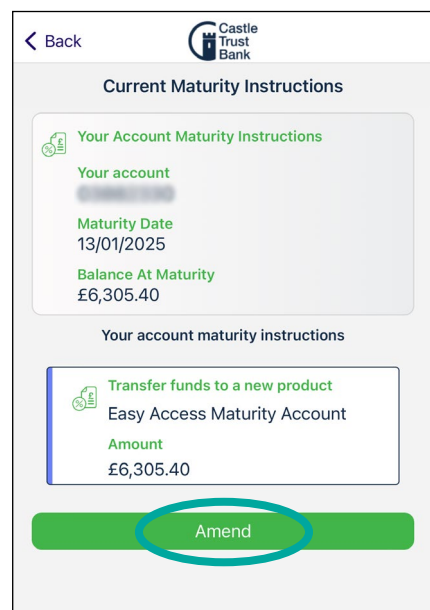 Back
Castle
Trust
Bank
Current Maturity Instructions
Your Account Maturity Instructions
Your account
Maturity Date
13/01/2025
Balance At Maturity
£6,305.40
Your account maturity instructions
Transfer funds to a new product
Easy Access Maturity Account
Amount
£6,305.40
Amend